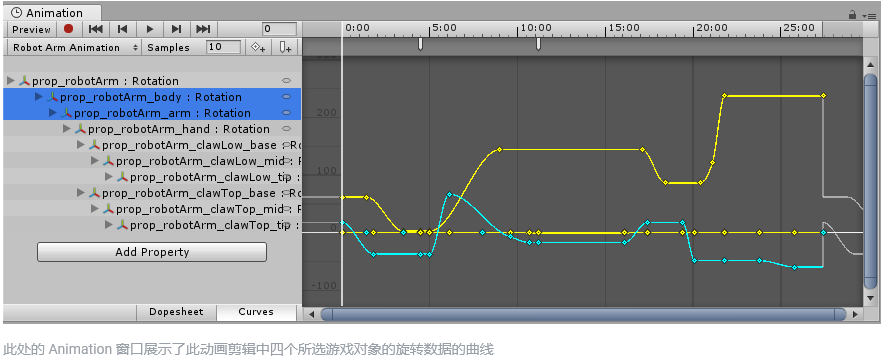 Animation
Preview
0
0:00 5:00 10:00 15:00 20:00 25:00
Robot Arm Animation
Samples
10
prop_robotArm : Rotation
prop_robotArm_body : Rotation
prop_robotArm_arm : Rotation
prop_robotArm_hand : Rotation
prop_robotArm_clawLow_base : Ro
prop_robotArm_clawLow_mid : R
prop_robotArm_clawLow_tip
prop_robotArm_clawTop_base : Ro
prop_robotArm_clawTop_mid : R
prop_robotArm_clawTop_tip
Add Property
200
100
0
-100
Dopesheet
Curves
此处的 Animation 窗口展示了此动画剪辑中四个所选游戏对象的旋转数据的曲线